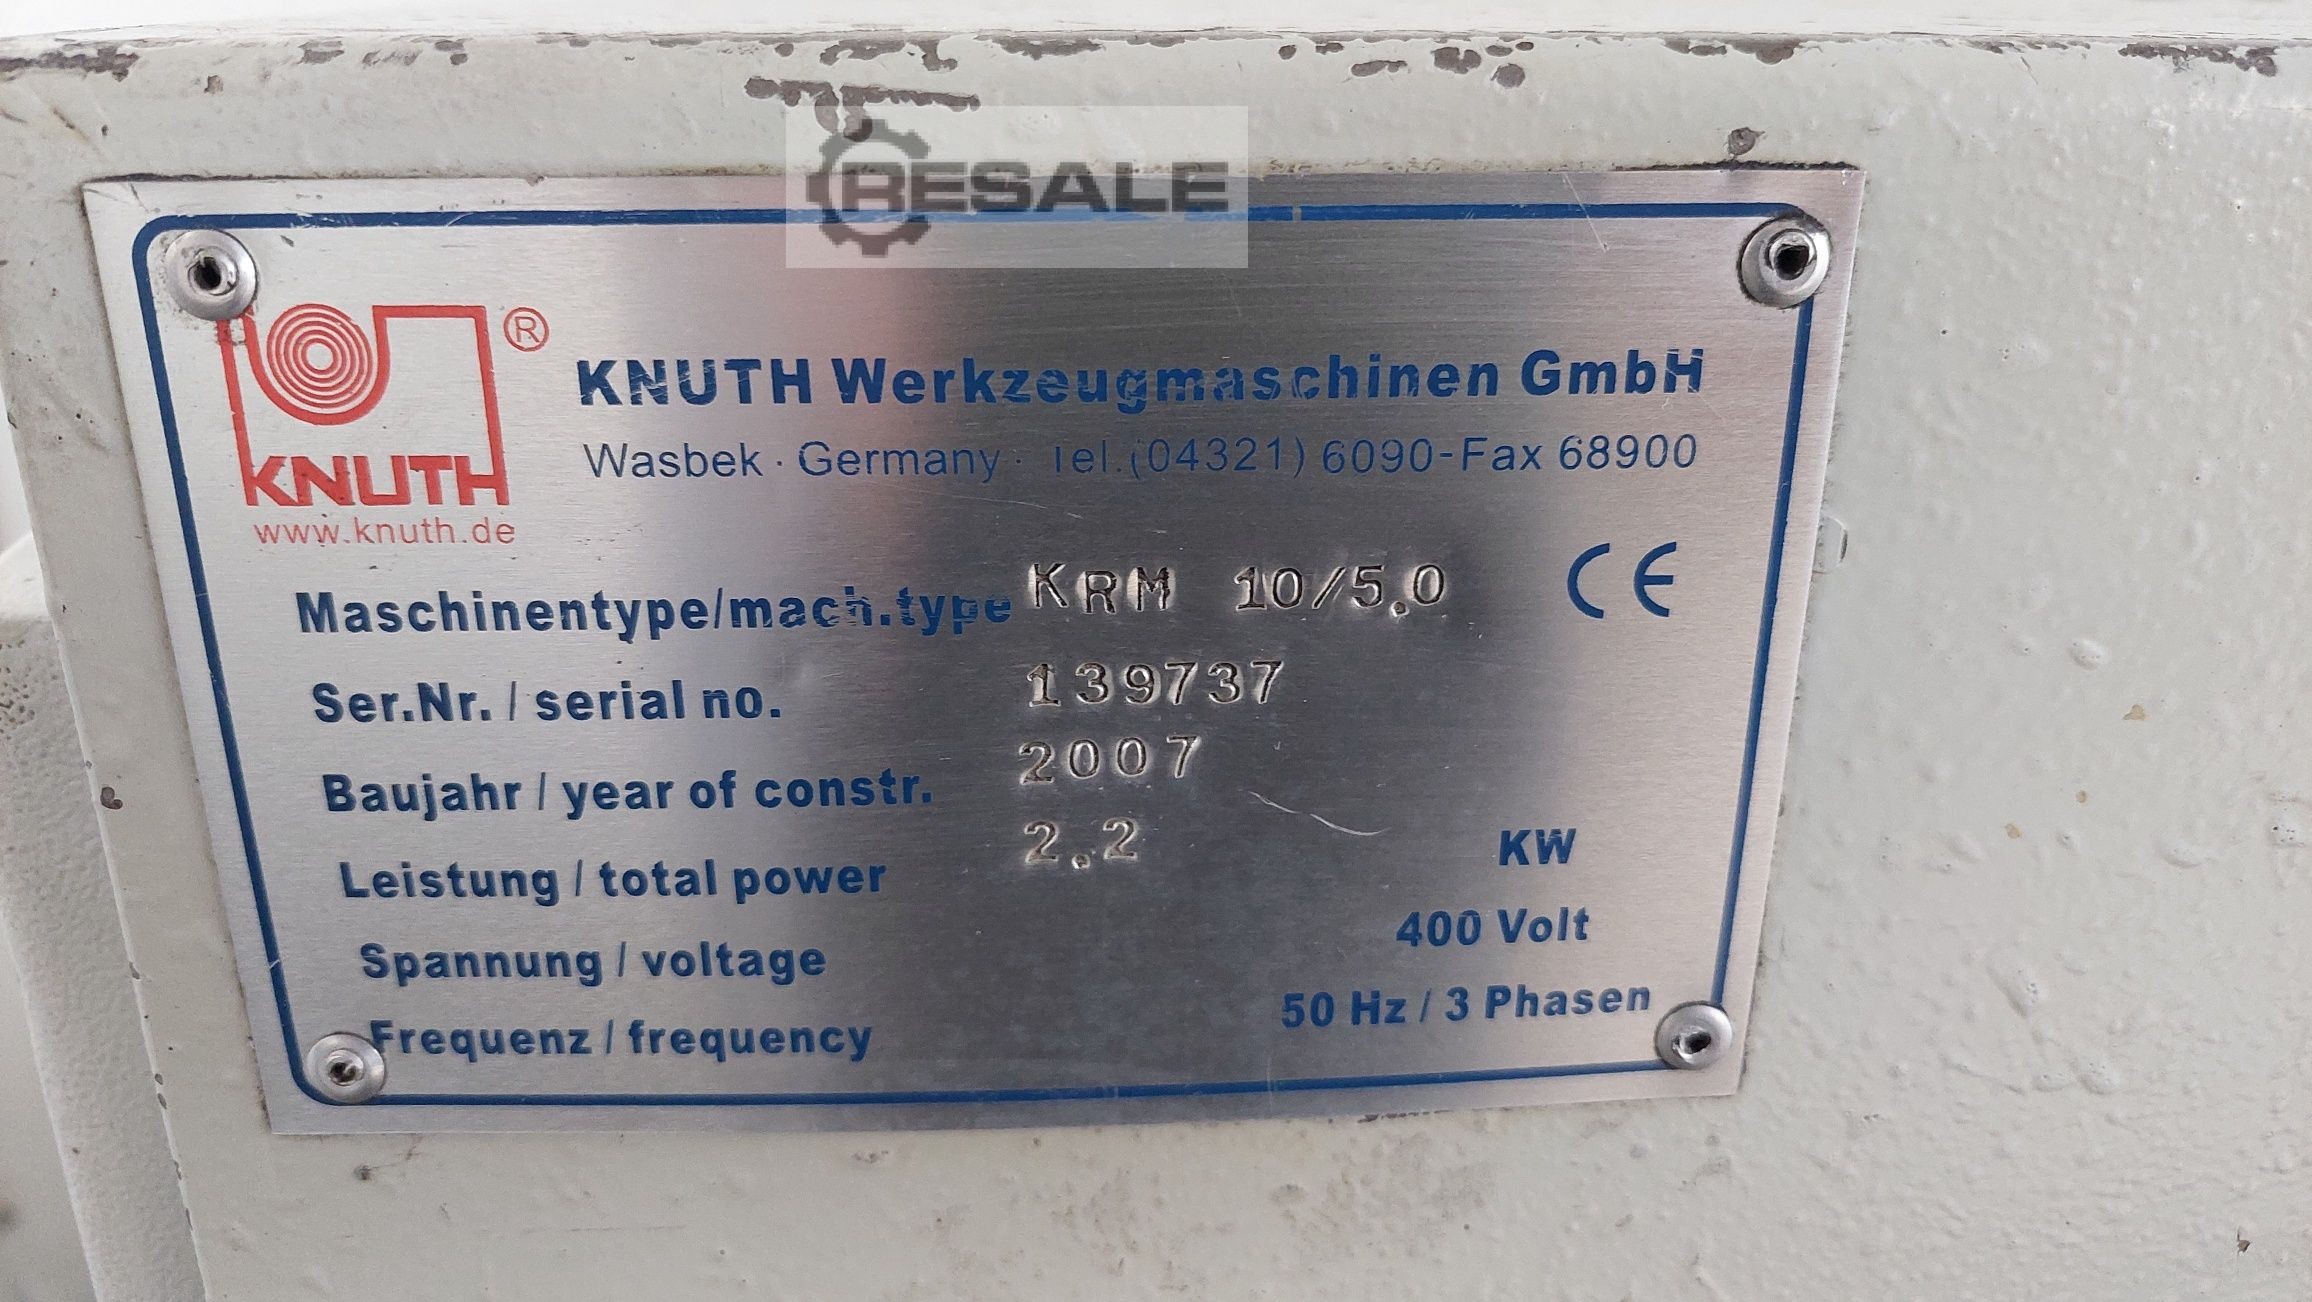 RESALE
KNUTH Werkzeugmaschinen GmbH
Wasbek · Germany · Tel.(04321) 6090-Fax 68900
®
KNUTH
www.knuth.de
Maschinentype/mach.type KRM 10/5.0 CE
Ser.Nr. / serial no. 139737
Baujahr / year of constr. 2007
Leistung / total power 2.2 KW
Spannung / voltage 400 Volt
Frequenz / frequency 50 Hz / 3 Phasen